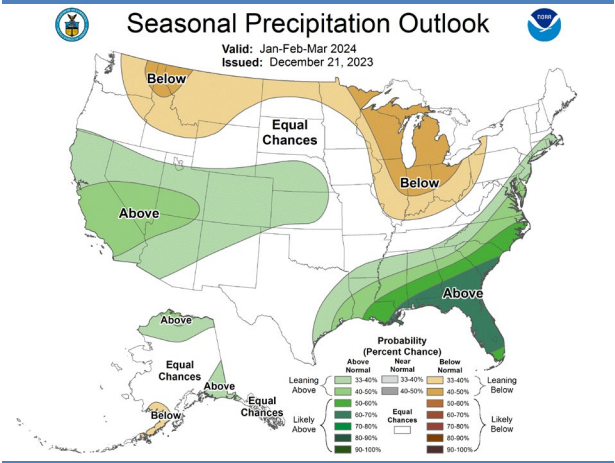 Seasonal Precipitation Outlook
Valid: Jan-Feb-Mar 2024
Issued: December 21, 2023
NOAA
Below
Equal
Chances
Below
Above
Above
Above
Equal
Chances
Above
Below
Equal
Chances
Probability
(Percent Chance)
Above
Normal
Near
Normal
Below
Normal
Leaning
Above
33-40%
33-40%
33-40%
Leaning
Below
40-50%
40-50%
40-50%
Likely
Above
50-60%
60-70%
70-80%
80-90%
90-100%
Equal
Chances
50-60%
60-70%
70-80%
80-90%
90-100%
Likely
Below